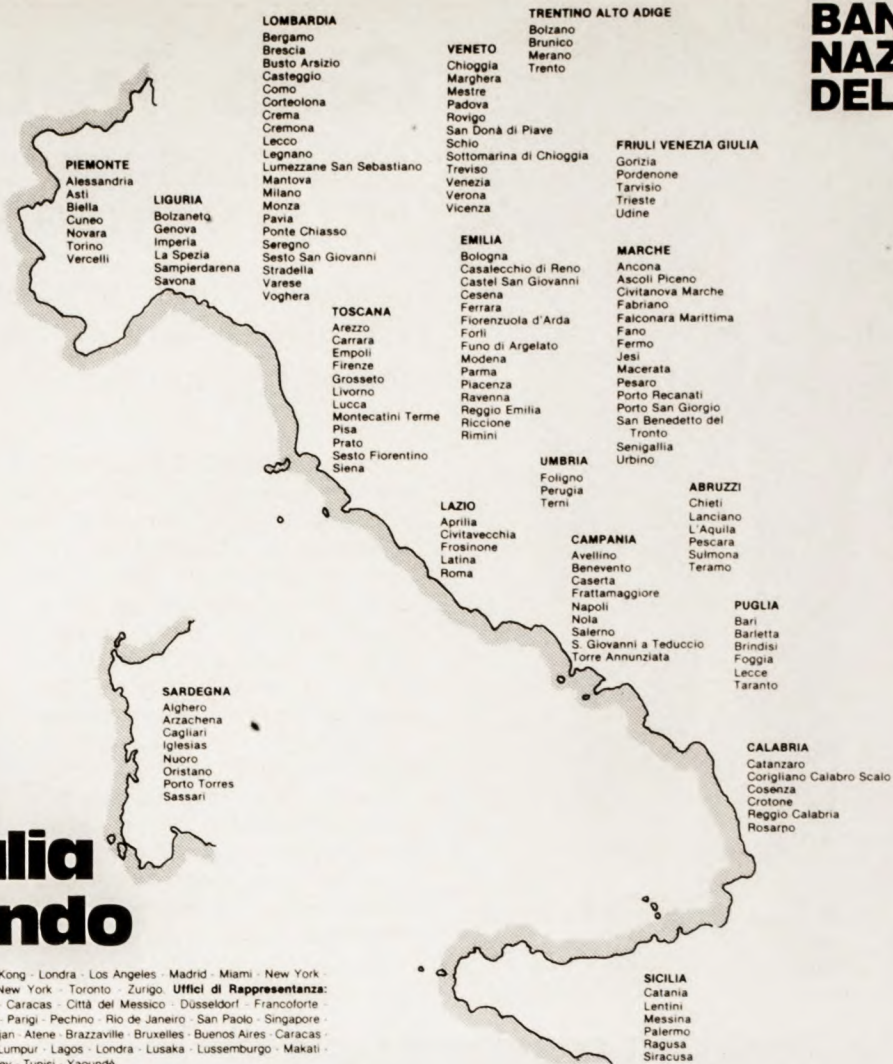 BAN
NAZ
DEL
TRENTINO ALTO ADIGE
Bolzano
Brunico
Merano
Trento
LOMBARDIA
Bergamo
Brescia
Busto Arsizio
Casteggio
Como
Corteolona
Crema
Cremona
Lecco
Legnano
Lumezzane San Sebastiano
Mantova
Milano
Monza
Pavia
Ponte Chiasso
Seregno
Sesto San Giovanni
Stradella
Varese
Voghera
VENETO
Chioggia
Marghera
Mestre
Padova
Rovigo
San Donà di Piave
Schio
Sottomarina di Chioggia
Treviso
Venezia
Verona
Vicenza
FRIULI VENEZIA GIULIA
Gorizia
Pordenone
Tarvisio
Trieste
Udine
PIEMONTE
Alessandria
Asti
Biella
Cuneo
Novara
Torino
Vercelli
LIGURIA
Bolzaneto
Genova
Imperia
La Spezia
Sampierdarena
Savona
EMILIA
Bologna
Casalecchio di Reno
Castel San Giovanni
Cesena
Ferrara
Fiorenzuola d'Arda
Forlì
Funo di Argelato
Modena
Parma
Piacenza
Ravenna
Reggio Emilia
Riccione
Rimini
MARCHE
Ancona
Ascoli Piceno
Civitanova Marche
Fabriano
Falconara Marittima
Fano
Fermo
Jesi
Macerata
Pesaro
Porto Recanati
Porto San Giorgio
San Benedetto del
Tronto
Senigallia
Urbino
TOSCANA
Arezzo
Carrara
Empoli
Firenze
Grosseto
Livorno
Lucca
Montecatini Terme
Pisa
Prato
Sesto Fiorentino
Siena
UMBRIA
Foligno
Perugia
Terni
ABRUZZI
Chieti
Lanciano
L'Aquila
Pescara
Sulmona
Teramo
LAZIO
Aprilia
Civitavecchia
Frosinone
Latina
Roma
CAMPANIA
Avellino
Benevento
Caserta
Frattamaggiore
Napoli
Nola
Salerno
S. Giovanni a Teduccio
Torre Annunziata
PUGLIA
Bari
Barletta
Brindisi
Foggia
Lecce
Taranto
SARDEGNA
Alghero
Arzachena
Cagliari
Iglesias
Nuoro
Oristano
Porto Torres
Sassari
CALABRIA
Catanzaro
Corigliano Calabro Scalo
Cosenza
Crotone
Reggio Calabria
Rosarno
SICILIA
Catania
Lentini
Messina
Palermo
Ragusa
Siracusa
lia
ndo
Kong - Londra - Los Angeles - Madrid - Miami - New York -
New York - Toronto - Zurigo. Uffici di Rappresentanza:
- Caracas - Città del Messico - Düsseldorf - Francoforte -
- Parigi - Pechino - Rio de Janeiro - San Paolo - Singapore -
jan - Atene - Brazzaville - Bruxelles - Buenos Aires - Caracas -
Lumpur - Lagos - Londra - Lusaka - Lussemburgo - Makati -
- Tunisi - Yaoundé